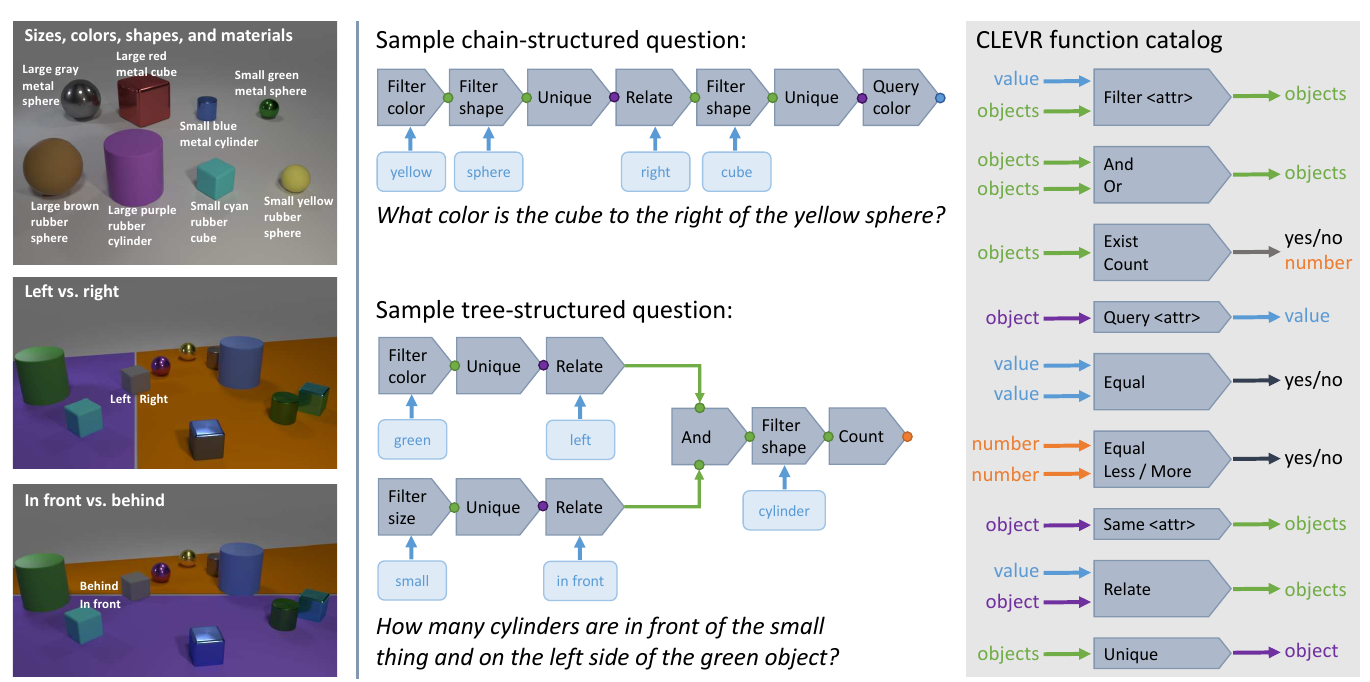 Sizes, colors, shapes, and materials
Large gray
metal
sphere
Large red
metal cube
Small green
metal sphere
Small blue
metal cylinder
Large brown
rubber
sphere
Large purple
rubber
cylinder
Small cyan
rubber
cube
Small yellow
rubber
sphere
Left vs. right
Left Right
In front vs. behind
Behind
In front
Sample chain-structured question:
Filter
color
Filter
shape
Unique
Relate
Filter
shape
Unique
Query
color
yellow
sphere
right
cube
What color is the cube to the right of the yellow sphere?
Sample tree-structured question:
Filter
color
Unique
Relate
green
left
And
Filter
shape
Count
cylinder
Filter
size
Unique
Relate
small
in front
How many cylinders are in front of the small
thing and on the left side of the green object?
CLEVR function catalog
value
objects
Filter <attr>
objects
objects
objects
And
Or
objects
objects
Exist
Count
yes/no
number
object
Query <attr>
value
value
value
Equal
yes/no
number
number
Equal
Less / More
yes/no
object
Same <attr>
objects
value
object
Relate
objects
objects
Unique
object